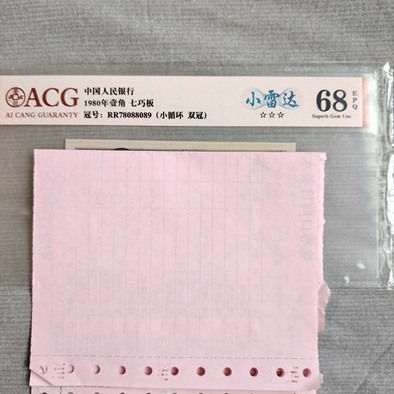 ACG
AI CANG GUARANTY
中国人民银行
1980年壹角 七巧板
冠号: RR78088089 (小循环 双冠)
小雷达
☆☆☆
68
EPQ
Superb Gem Unc